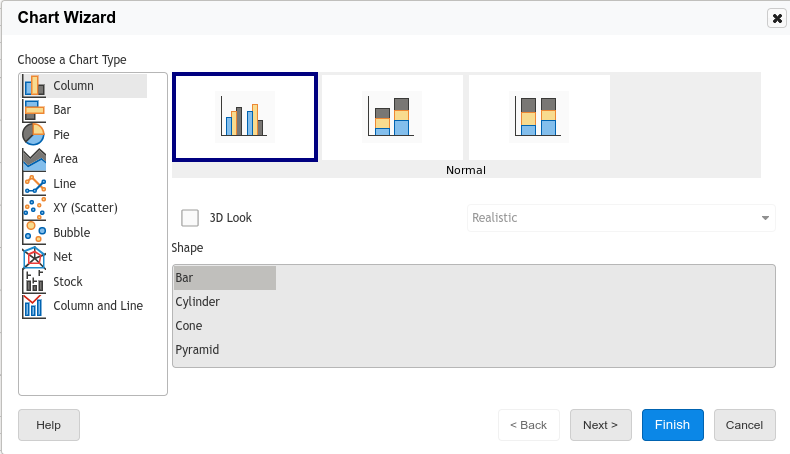 Chart Wizard
Choose a Chart Type
Column
Bar
Pie
Area
Line
XY (Scatter)
Bubble
Net
Stock
Column and Line
Normal
3D Look
Realistic
Shape
Bar
Cylinder
Cone
Pyramid
Help
< Back
Next >
Finish
Cancel